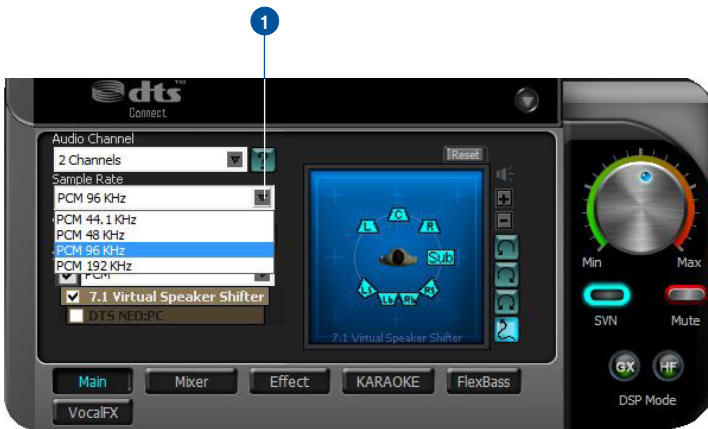 1
dts™
Connect
Audio Channel
2 Channels
?
Reset
Sample Rate
PCM 96 KHz
PCM 44.1 KHz
PCM 48 KHz
PCM 96 KHz
PCM 192 KHz
PCM
7.1 Virtual Speaker Shifter
DTS NEO:PC
L
C
R
Sub
Ls
Lb
Rb
Rs
7.1 Virtual Speaker Shifter
Min
Max
SVN
Mute
GX
HF
DSP Mode
Main
Mixer
Effect
KARAOKE
FlexBass
VocalFX